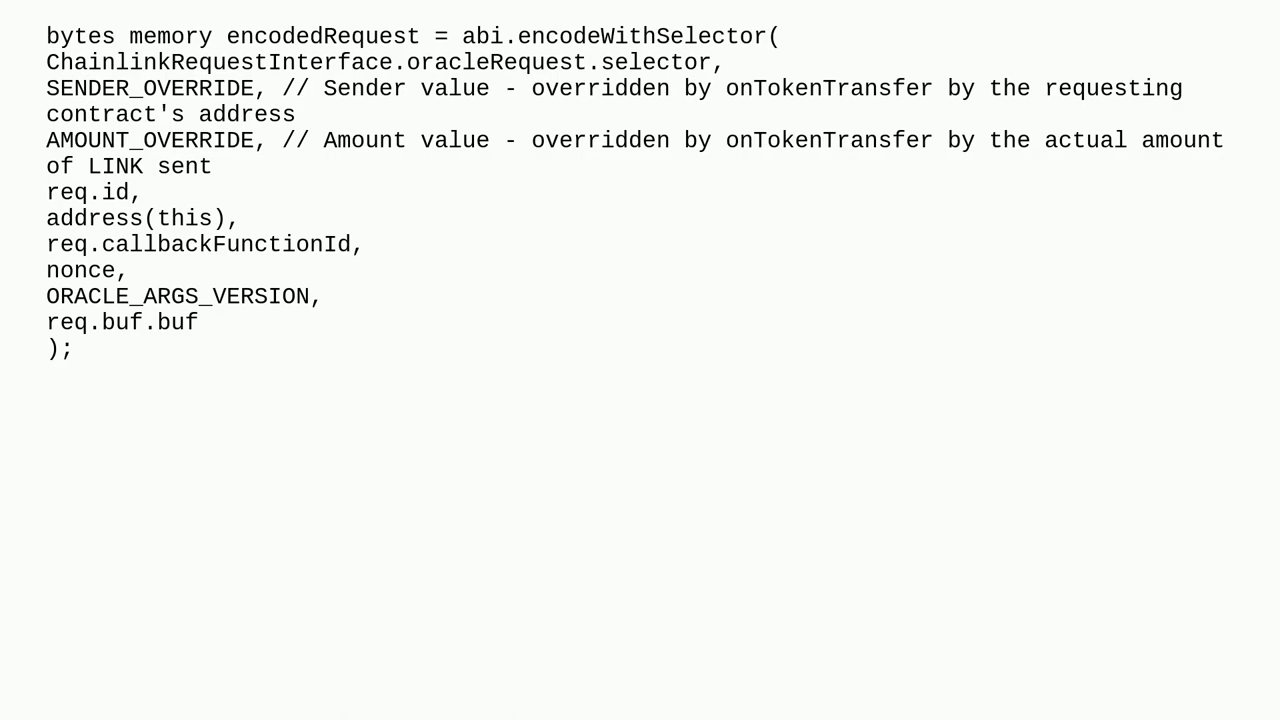 bytes memory encodedRequest = abi.encodeWithSelector(
ChainlinkRequestInterface.oracleRequest.selector,
SENDER_OVERRIDE, // Sender value - overridden by onTokenTransfer by the requesting
contract's address
AMOUNT_OVERRIDE, // Amount value - overridden by onTokenTransfer by the actual amount
of LINK sent
req.id,
address(this),
req.callbackFunctionId,
nonce,
ORACLE_ARGS_VERSION,
req.buf.buf
);